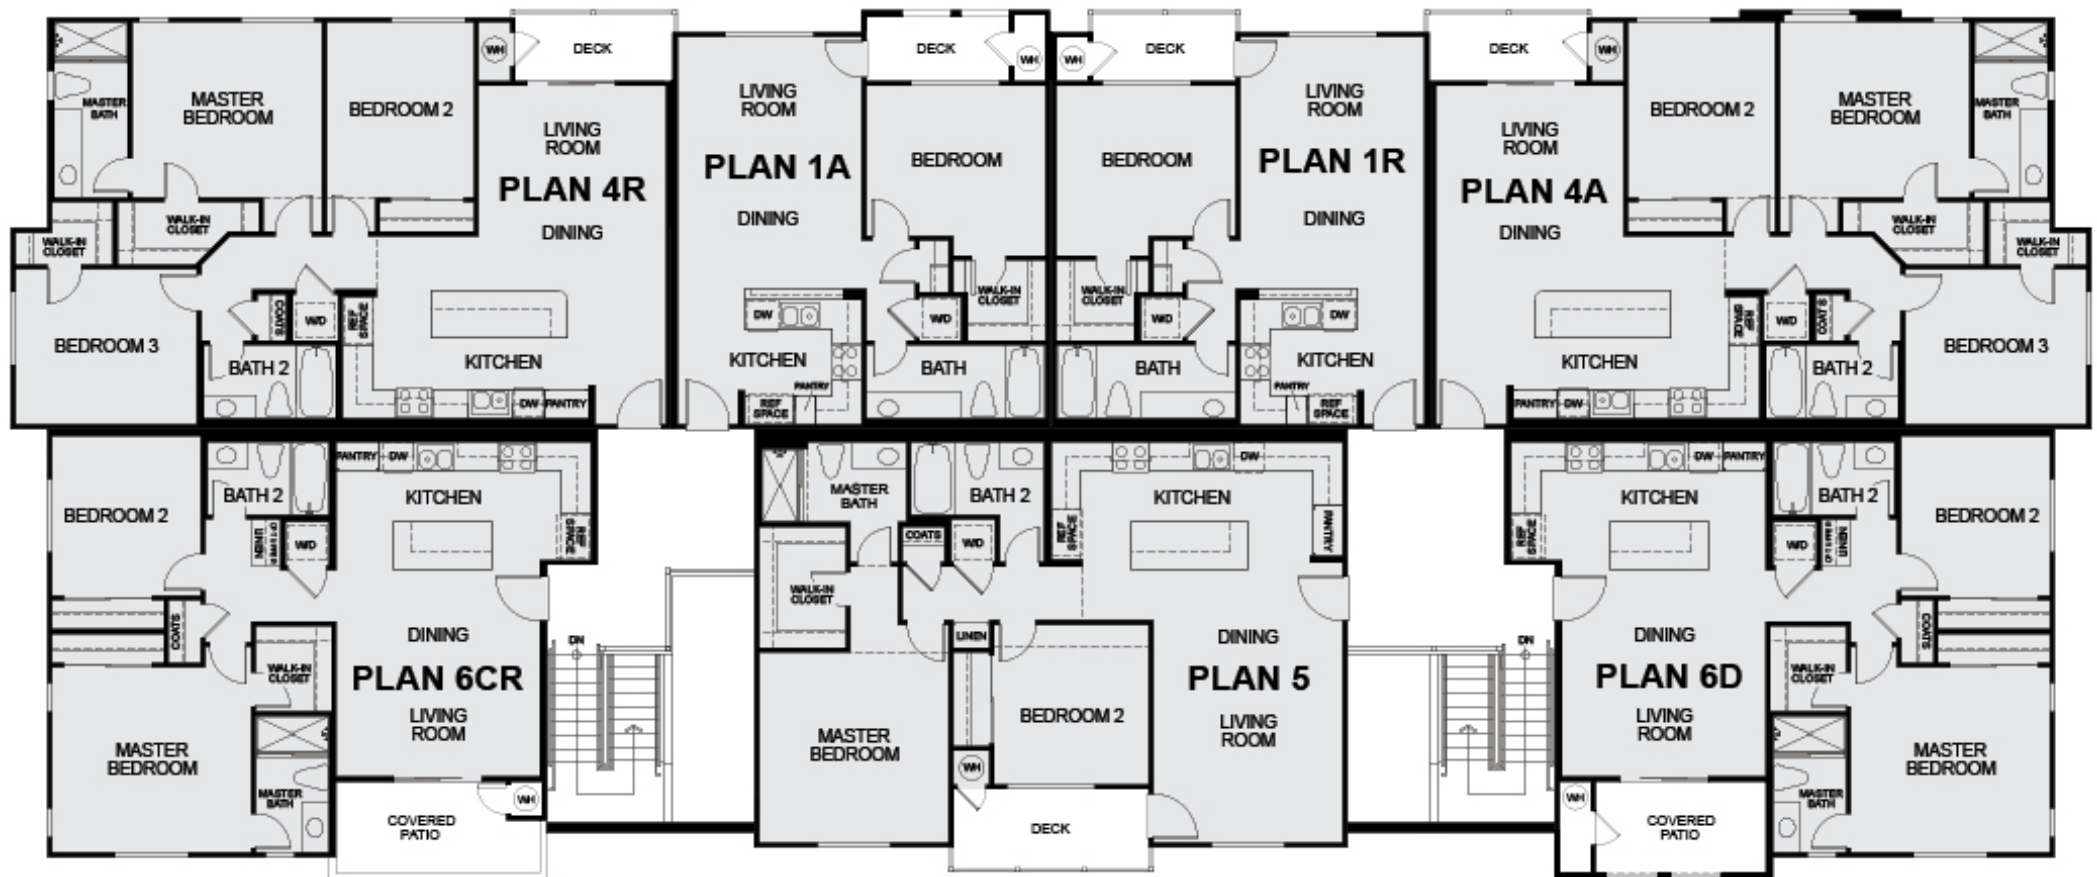 WH
DECK
DECK
WH
WH
DECK
DECK
WH
MASTER
BATH
MASTER
BEDROOM
BEDROOM 2
LIVING
ROOM
PLAN 4R
DINING
WALK-IN
CLOSET
WALK-IN
CLOSET
BEDROOM 3
COATS
W/D
REF
SPACE
BATH 2
KITCHEN
DW
PANTRY
LIVING
ROOM
PLAN 1A
DINING
BEDROOM
WALK-IN
CLOSET
DW
W/D
KITCHEN
PANTRY
REF
SPACE
BATH
BEDROOM
LIVING
ROOM
PLAN 1R
DINING
WALK-IN
CLOSET
W/D
DW
KITCHEN
PANTRY
REF
SPACE
BATH
LIVING
ROOM
PLAN 4A
DINING
BEDROOM 2
MASTER
BEDROOM
MASTER
BATH
WALK-IN
CLOSET
WALK-IN
CLOSET
REF
SPACE
W/D
COATS
KITCHEN
BATH 2
BEDROOM 3
PANTRY
DW
BEDROOM 2
BATH 2
PANTRY
DW
KITCHEN
LINEN
W/D
REF
SPACE
COATS
DINING
PLAN 6CR
WALK-IN
CLOSET
LIVING
ROOM
MASTER
BEDROOM
MASTER
BATH
WH
COVERED
PATIO
DN
MASTER
BATH
BATH 2
KITCHEN
DW
COATS
W/D
REF
SPACE
PANTRY
WALK-IN
CLOSET
LINEN
DINING
PLAN 5
BEDROOM 2
LIVING
ROOM
MASTER
BEDROOM
WH
DECK
DN
DW
PANTRY
KITCHEN
BATH 2
BEDROOM 2
REF
SPACE
W/D
LINEN
COATS
DINING
PLAN 6D
WALK-IN
CLOSET
LIVING
ROOM
MASTER
BEDROOM
WH
MASTER
BATH
COVERED
PATIO